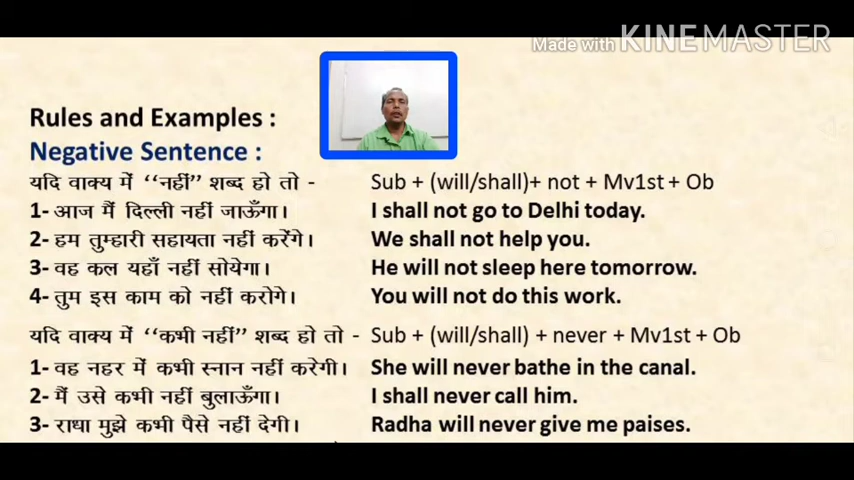 Made with KINEMASTER
Rules and Examples :
Negative Sentence :
यदि वाक्य में “नहीं” शब्द हो तो - Sub + (will/shall)+ not + Mv1st + Ob
1- आज मैं दिल्ली नहीं जाऊँगा। I shall not go to Delhi today.
2- हम तुम्हारी सहायता नहीं करेंगे। We shall not help you.
3- वह कल यहाँ नहीं सोयेगा। He will not sleep here tomorrow.
4- तुम इस काम को नहीं करोगे। You will not do this work.
यदि वाक्य में “कभी नहीं” शब्द हो तो - Sub + (will/shall) + never + Mv1st + Ob
1- वह नहर में कभी स्नान नहीं करेगी। She will never bathe in the canal.
2- मैं उसे कभी नहीं बुलाऊँगा। I shall never call him.
3- राधा मुझे कभी पैसे नहीं देगी। Radha will never give me paises.